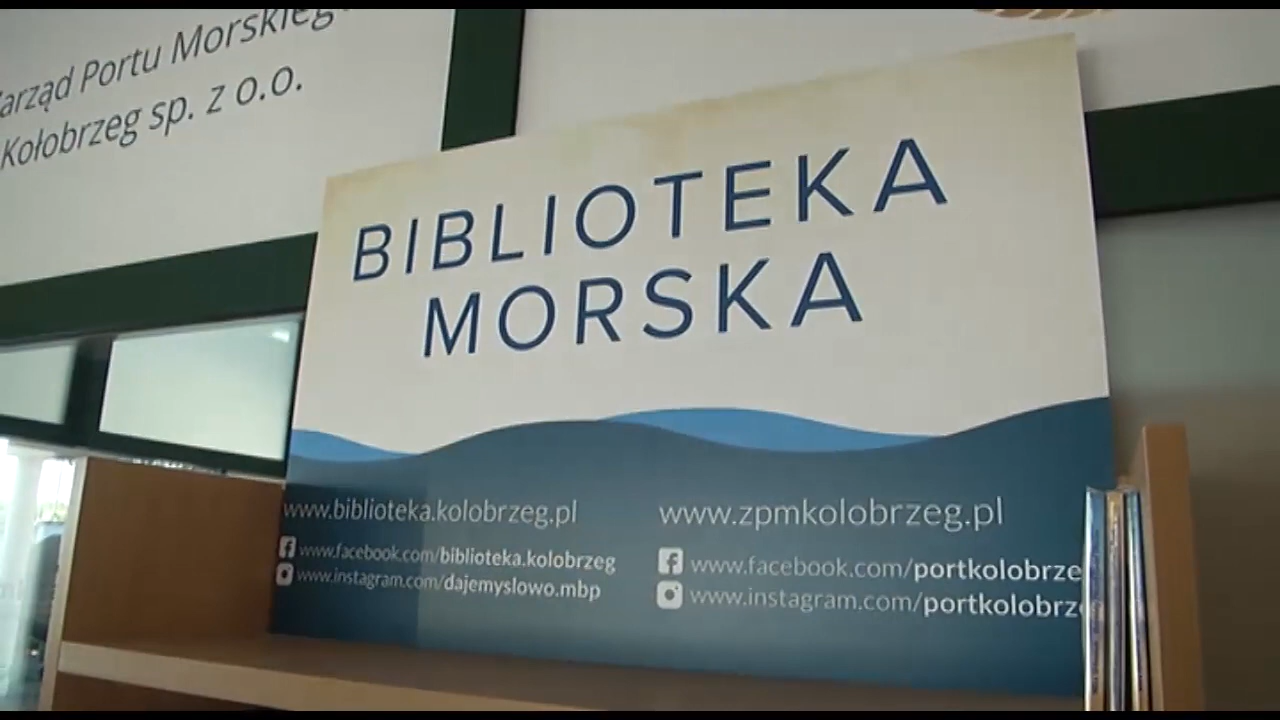 Zarząd Portu Morskiego
Kołobrzeg sp. z o.o.
BIBLIOTEKA
MORSKA
www.biblioteka.kolobrzeg.pl
www.facebook.com/biblioteka.kolobrzeg
www.instagram.com/dajemyslowo.mbp
www.zpmkolobrzeg.pl
www.facebook.com/portkolobrze
www.instagram.com/portkolobrz